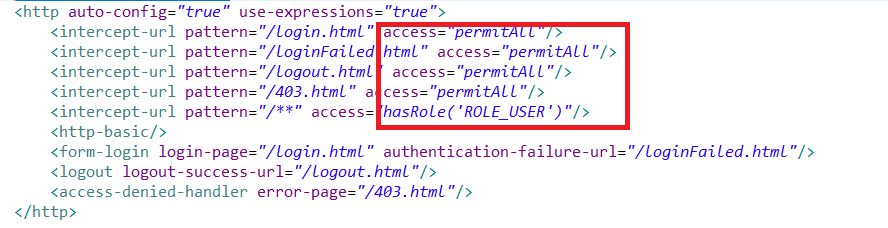 <http auto-config="true" use-expressions="true">
<intercept-url pattern="/login.html" access="permitAll"/>
<intercept-url pattern="/loginFailed.html" access="permitAll"/>
<intercept-url pattern="/logout.html" access="permitAll"/>
<intercept-url pattern="/403.html" access="permitAll"/>
<intercept-url pattern="/**" access="hasRole('ROLE_USER')"/>
<http-basic/>
<form-login login-page="/login.html" authentication-failure-url="/loginFailed.html"/>
<logout logout-success-url="/logout.html"/>
<access-denied-handler error-page="/403.html"/>
</http>